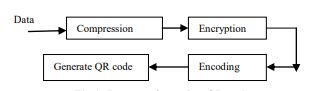 Data
Compression
Encryption
Generate QR code
Encoding